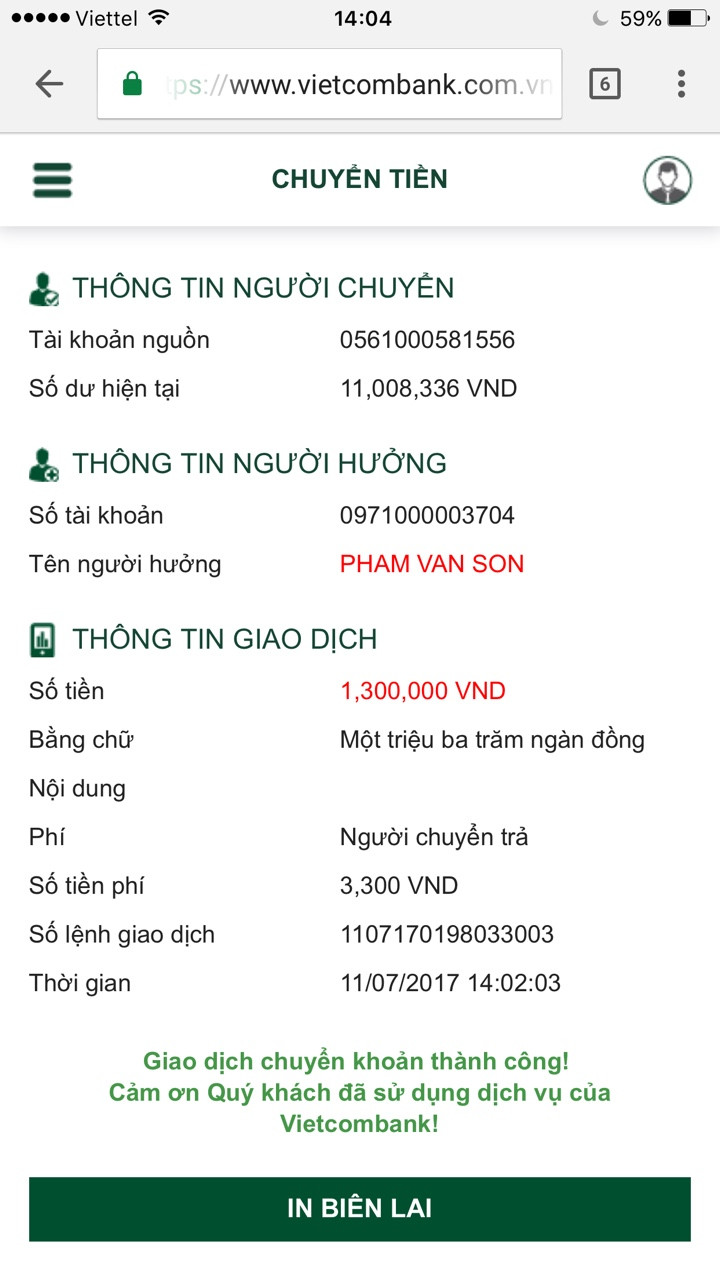 Viettel 14:04 59%
tps://www.vietcombank.com.vn 6
CHUYỂN TIỀN
THÔNG TIN NGƯỜI CHUYỂN
Tài khoản nguồn 0561000581556
Số dư hiện tại 11,008,336 VND
THÔNG TIN NGƯỜI HƯỞNG
Số tài khoản 0971000003704
Tên người hưởng PHAM VAN SON
THÔNG TIN GIAO DỊCH
Số tiền 1,300,000 VND
Bằng chữ Một triệu ba trăm ngàn đồng
Nội dung
Phí Người chuyển trả
Số tiền phí 3,300 VND
Số lệnh giao dịch 1107170198033003
Thời gian 11/07/2017 14:02:03
Giao dịch chuyển khoản thành công!
Cảm ơn Quý khách đã sử dụng dịch vụ của
Vietcombank!
IN BIÊN LAI